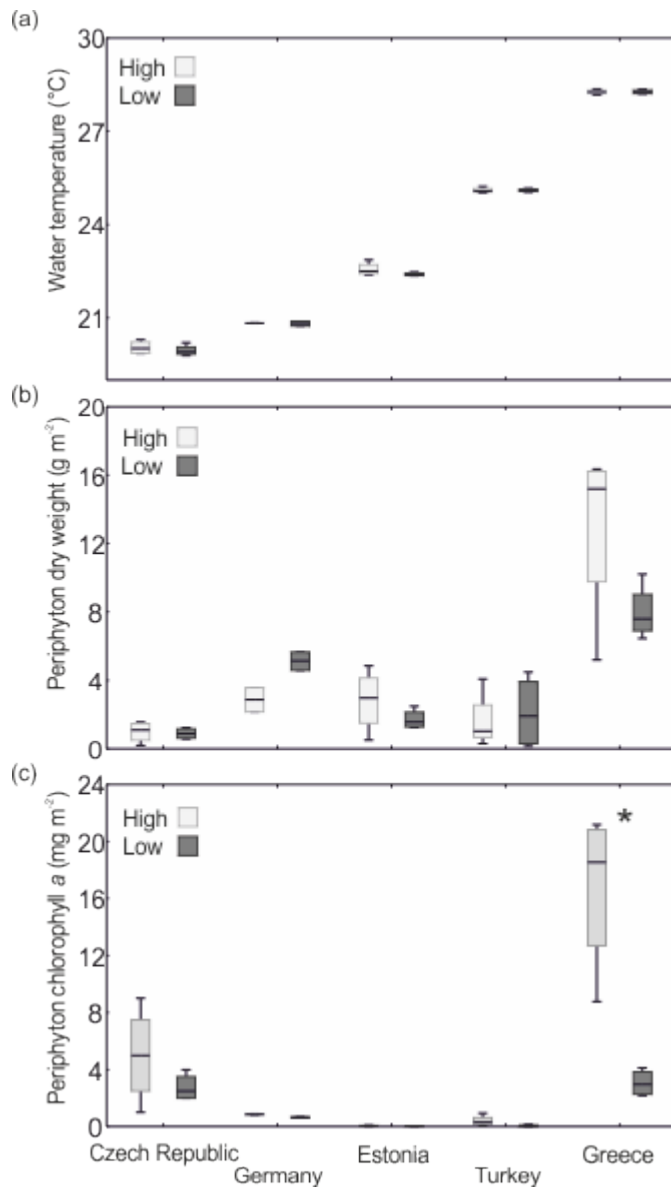 (a)
Water temperature (°C)
30
27
24
21
High
Low
(b)
Periphyton dry weight (g m⁻²)
20
16
12
8
4
0
High
Low
(c)
Periphyton chlorophyll a (mg m⁻²)
24
20
16
12
8
4
0
High
Low
*
Czech Republic
Germany
Estonia
Turkey
Greece